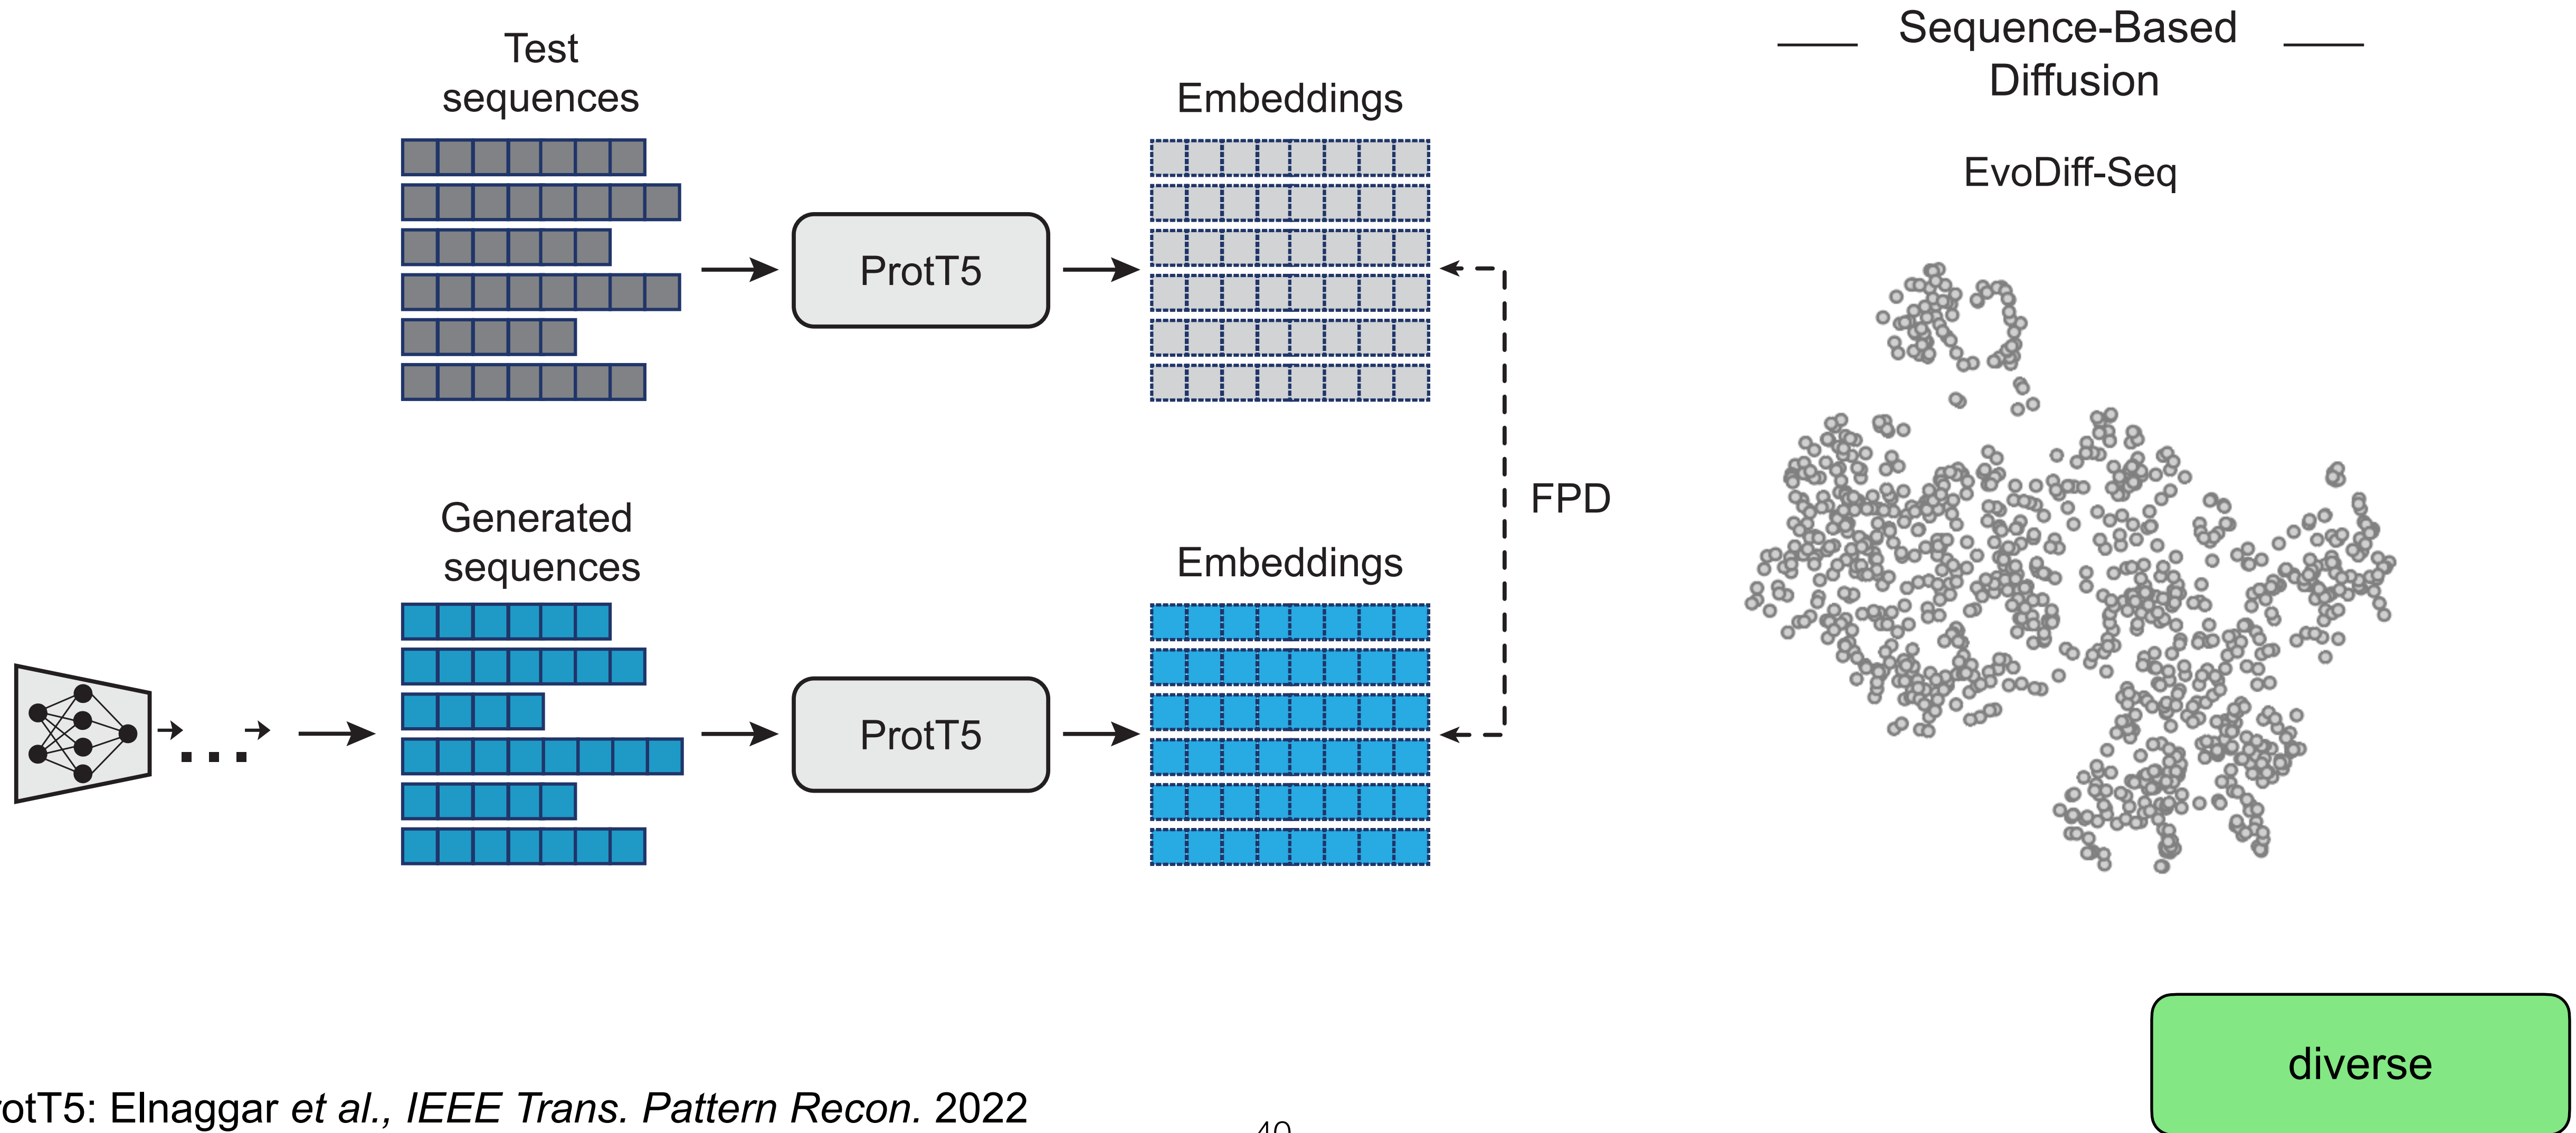 Test
sequences
Embeddings
ProtT5
Generated
sequences
Embeddings
ProtT5
FPD
Sequence-Based
Diffusion
EvoDiff-Seq
diverse
otT5: Elnaggar et al., IEEE Trans. Pattern Recon. 2022
40